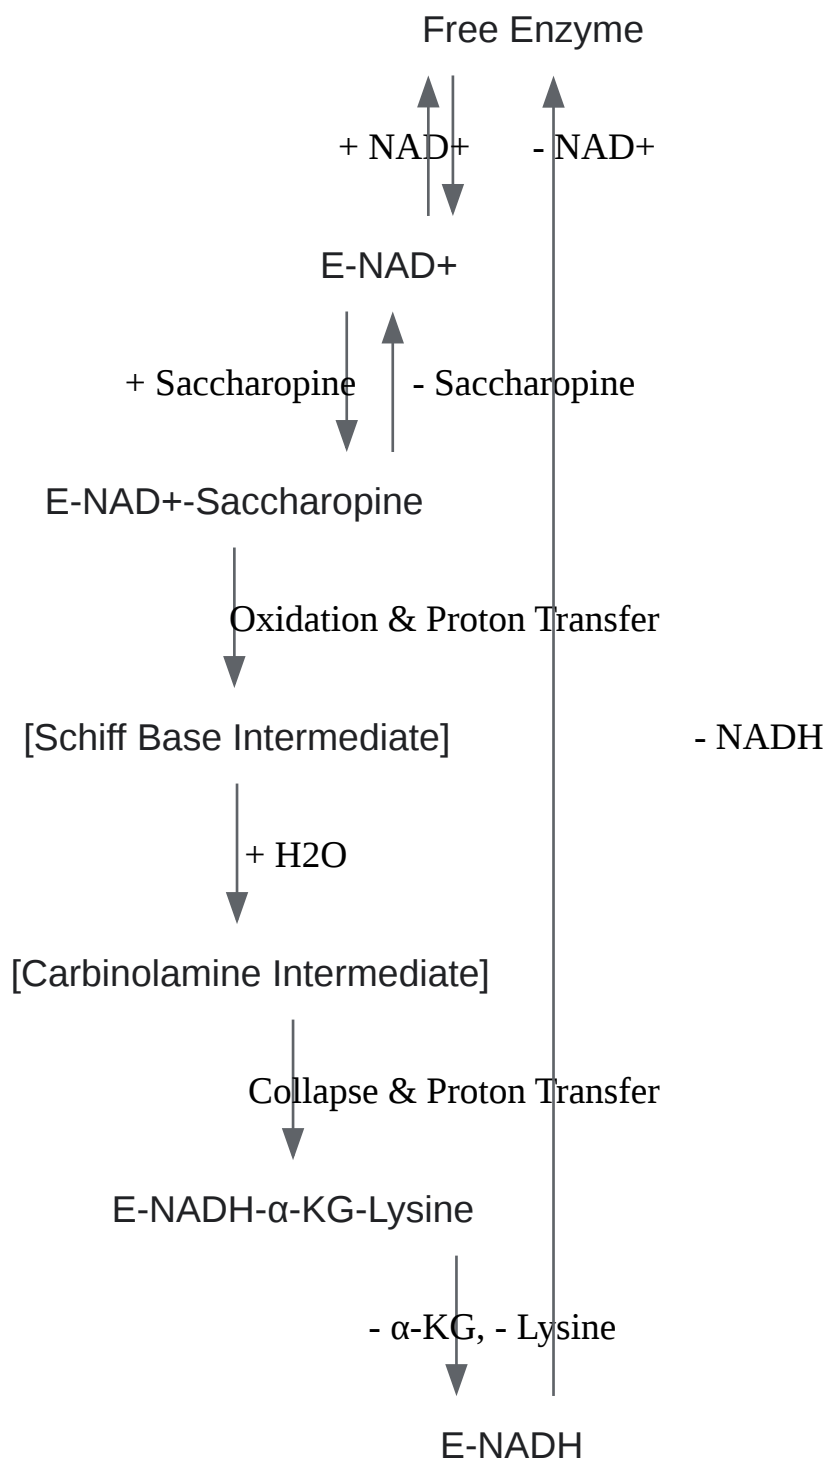 Free Enzyme
+ NAD+
- NAD+
E-NAD+
+ Saccharopine
- Saccharopine
E-NAD+-Saccharopine
Oxidation & Proton Transfer
[Schiff Base Intermediate]
- NADH
+ H2O
[Carbinolamine Intermediate]
Collapse & Proton Transfer
E-NADH-α-KG-Lysine
- α-KG, - Lysine
E-NADH